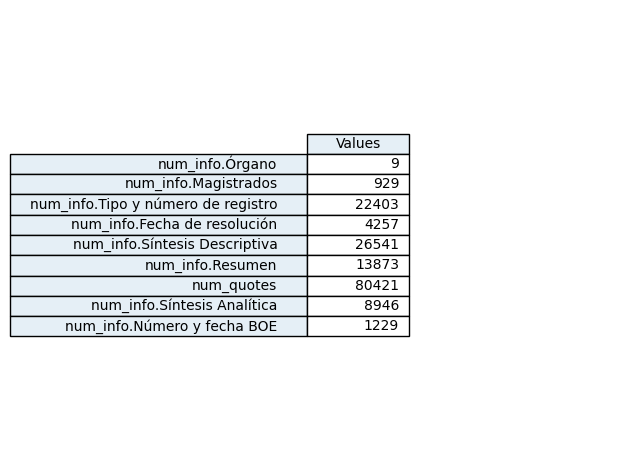 Values
num_info.Órgano 9
num_info.Magistrados 929
num_info.Tipo y número de registro 22403
num_info.Fecha de resolución 4257
num_info.Síntesis Descriptiva 26541
num_info.Resumen 13873
num_quotes 80421
num_info.Síntesis Analítica 8946
num_info.Número y fecha BOE 1229